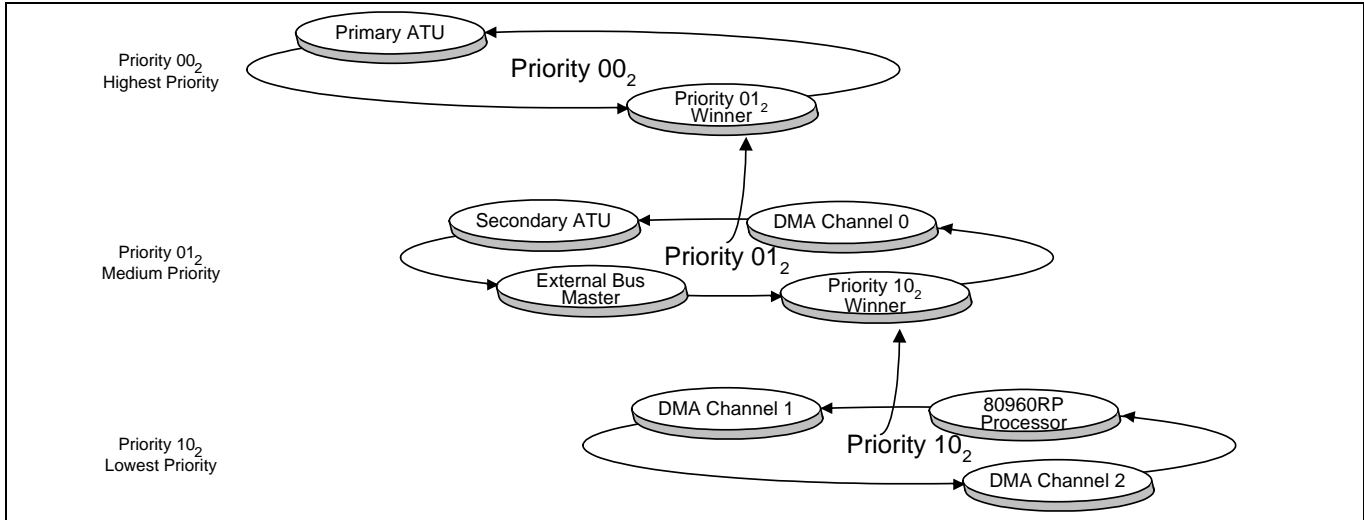 Primary ATU
Priority 00₂
Highest Priority
Priority 00₂
Priority 01₂
Winner
Secondary ATU
DMA Channel 0
Priority 01₂
Medium Priority
Priority 01₂
External Bus
Master
Priority 10₂
Winner
DMA Channel 1
80960RP
Processor
Priority 10₂
Lowest Priority
Priority 10₂
DMA Channel 2